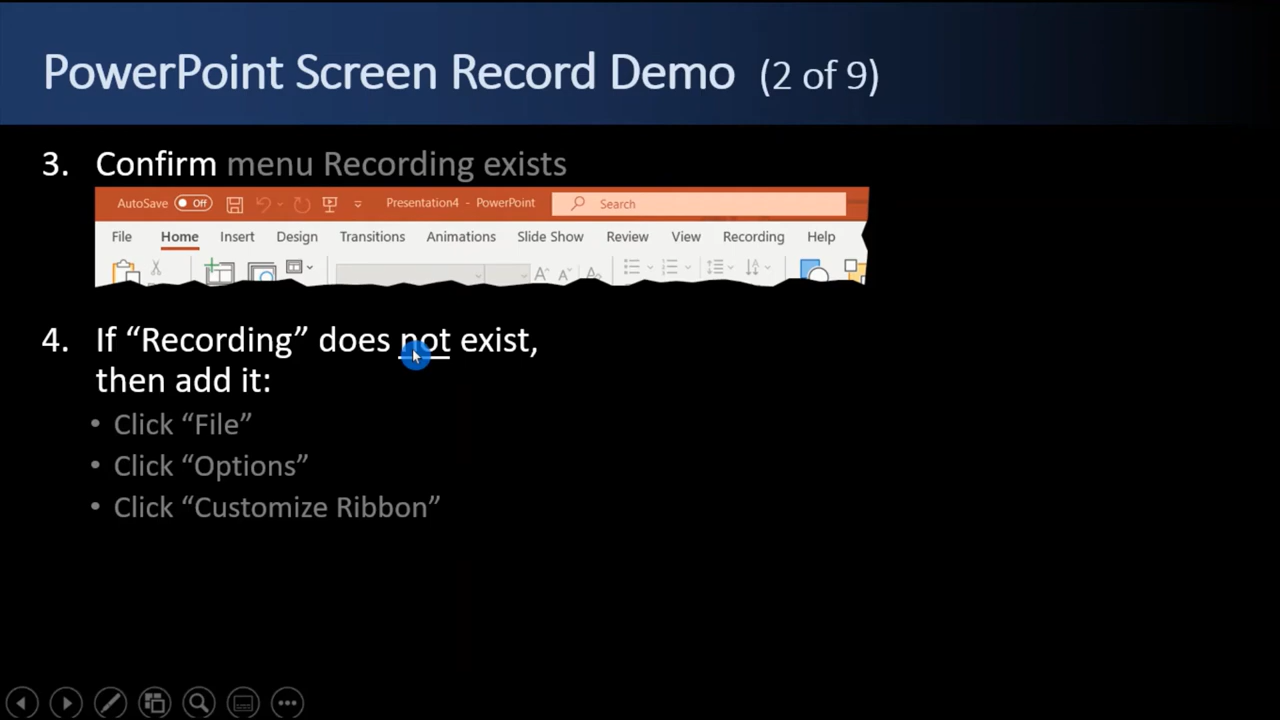 PowerPoint Screen Record Demo (2 of 9)
3. Confirm menu Recording exists
AutoSave Off Presentation4 - PowerPoint Search
File Home Insert Design Transitions Animations Slide Show Review View Recording Help
4. If “Recording” does not exist,
then add it:
• Click “File”
• Click “Options”
• Click “Customize Ribbon”